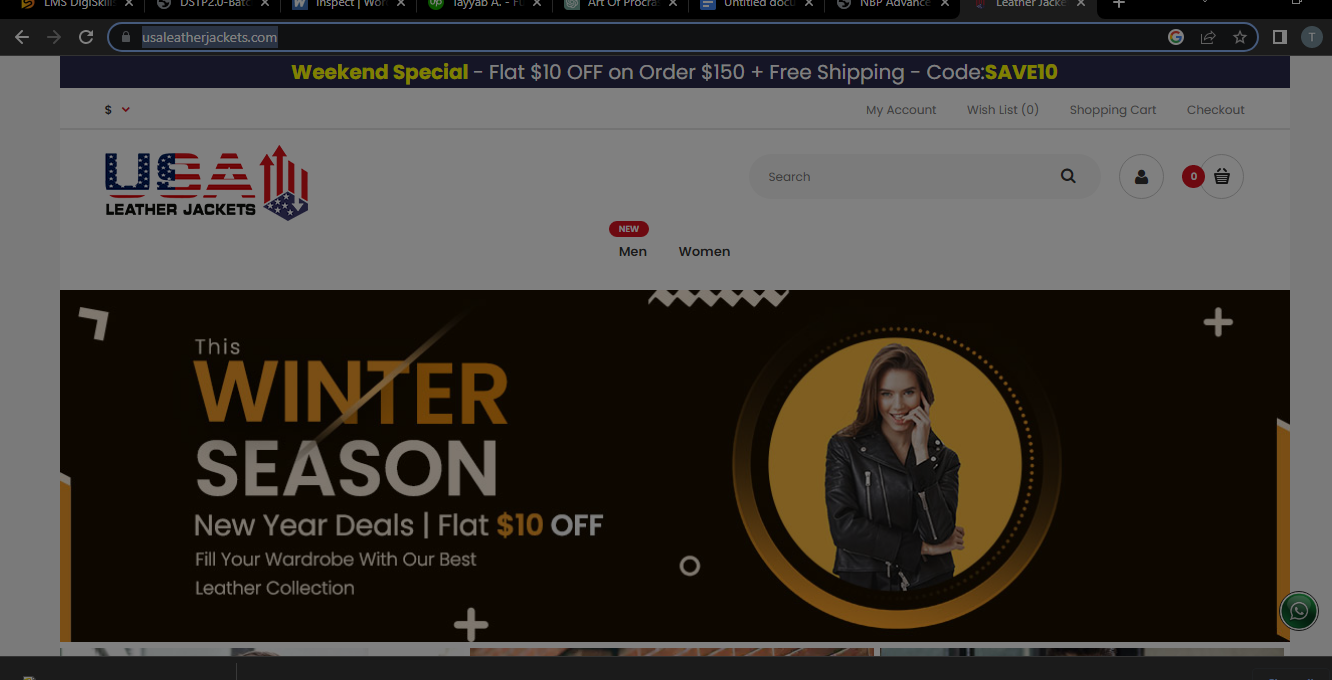 LMS DigiSkill
DSTP2.0-Batc
Inspect | Wor
Tayyab A. - F
Art Of Procra
Untitled docu
NBP Advance
Leather Jacke
usaleatherjackets.com
T
Weekend Special - Flat $10 OFF on Order $150 + Free Shipping - Code:SAVE10
$
My Account Wish List (0) Shopping Cart Checkout
USA
LEATHER JACKETS
Search
0
NEW
Men Women
This
WINTER
SEASON
New Year Deals | Flat $10 OFF
Fill Your Wardrobe With Our Best
Leather Collection